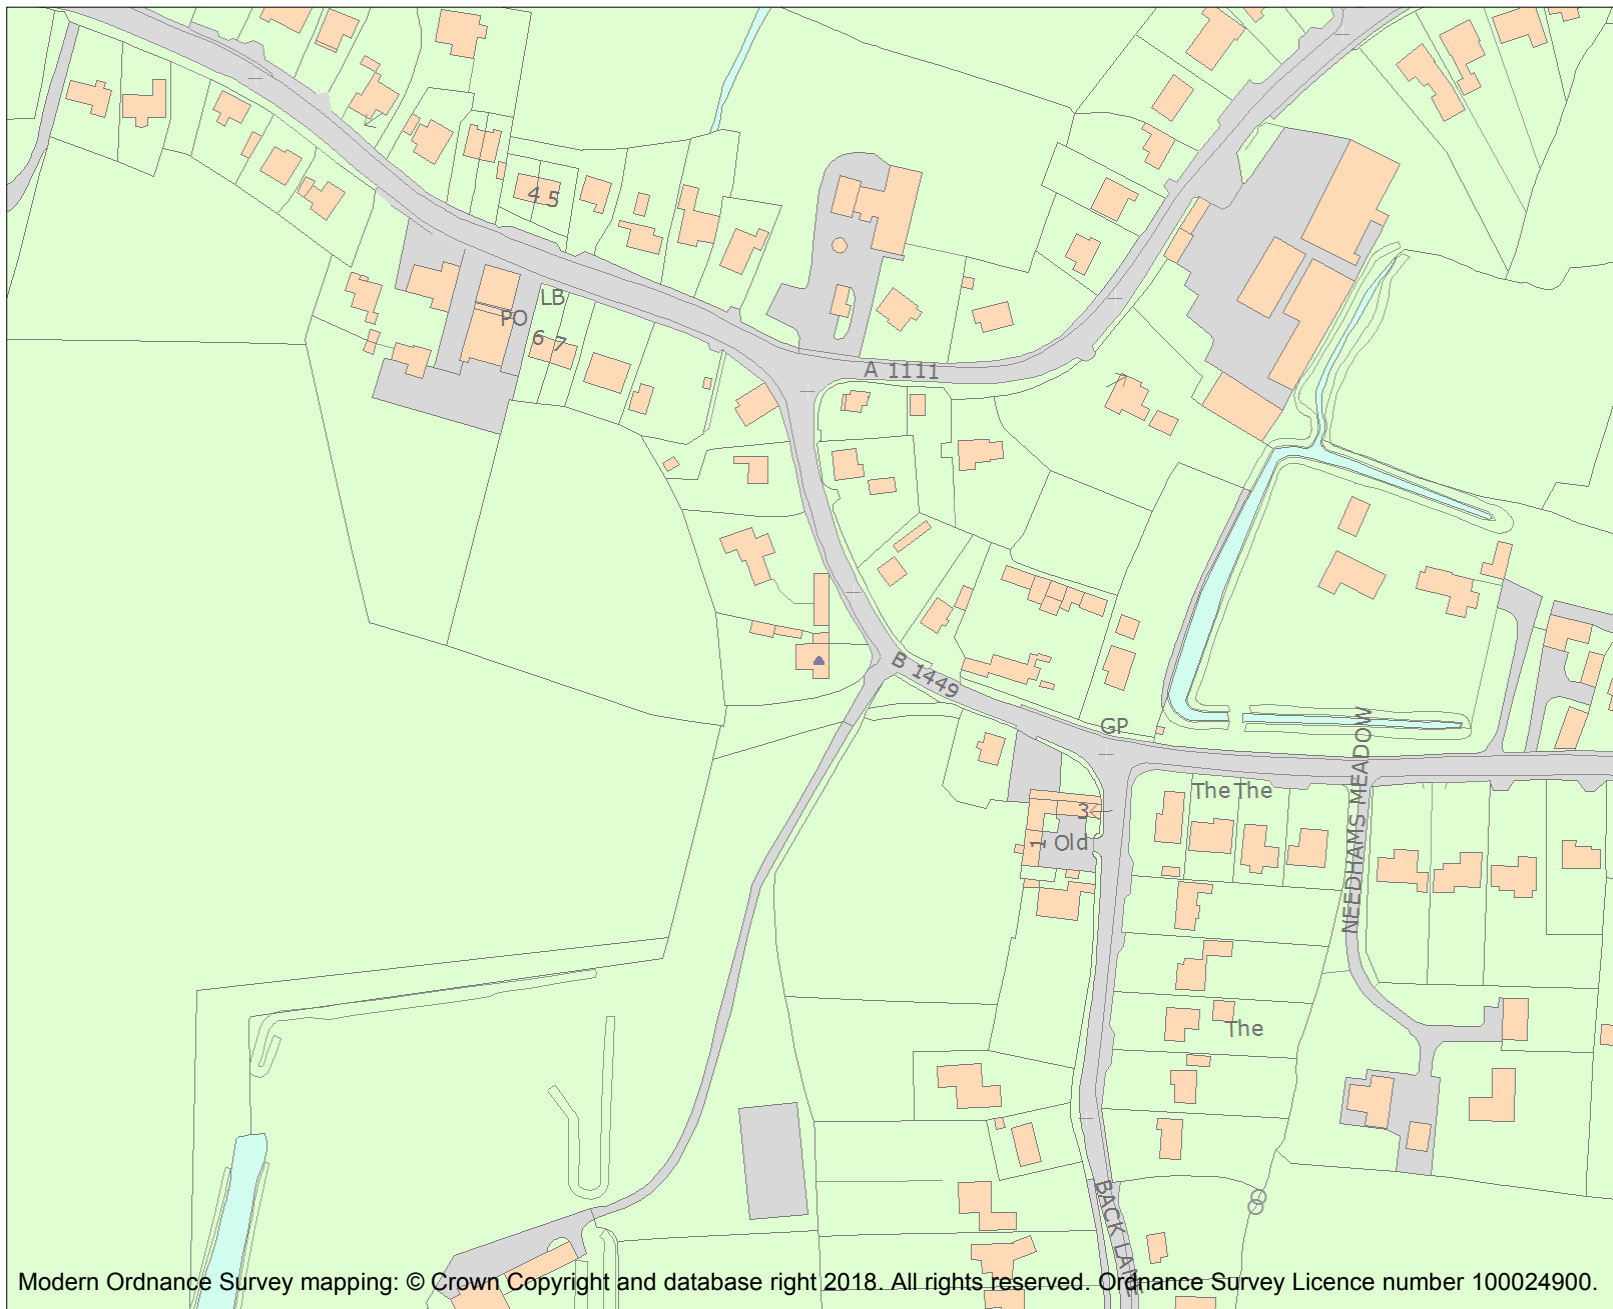 4 5
LB
PO
6 7
A 1111
B 1449
GP
The The
NEEDHAMS MEADOW
3
1 Old
The
BACK LANE
Modern Ordnance Survey mapping: © Crown Copyright and database right 2018. All rights reserved. Ordnance Survey Licence number 100024900.